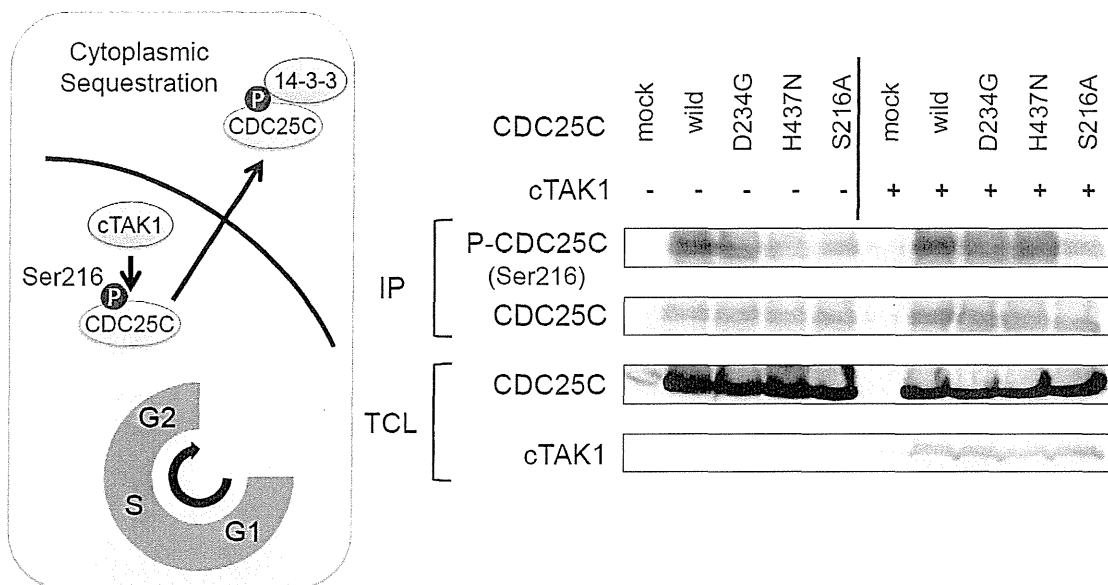 Cytoplasmic
Sequestration
14-3-3
P
CDC25C
cTAK1
Ser216
P
CDC25C
G2
S
G1
CDC25C mock wild D234G H437N S216A mock wild D234G H437N S216A
cTAK1 - - - - - + + + + +
IP
P-CDC25C
(Ser216)
CDC25C
TCL
CDC25C
cTAK1